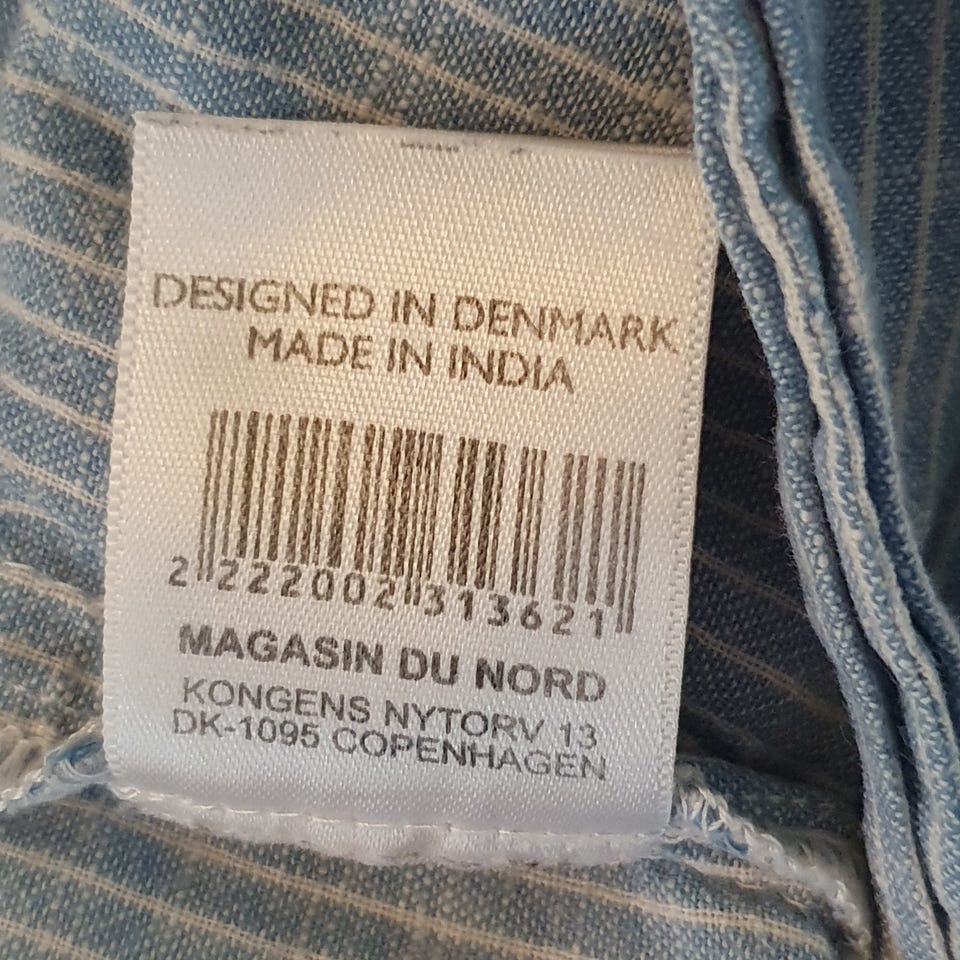 DESIGNED IN DENMARK
MADE IN INDIA
2 222002 313621
MAGASIN DU NORD
KONGENS NYTORV 13
DK-1095 COPENHAGEN